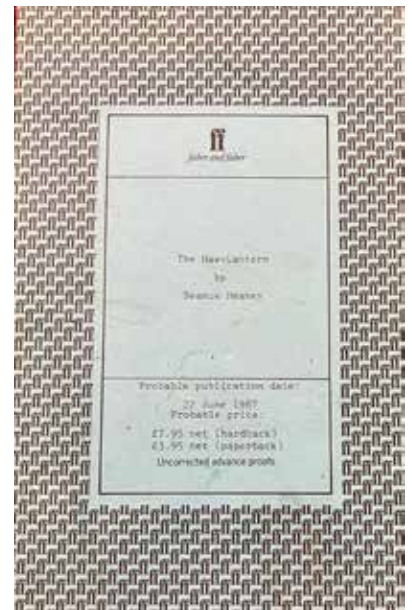 ff
faber and faber
The Haw-Lantern
by
Seamus Heaney
Probable publication date:
22 June 1987
Probable price:
£7.95 net (hardback)
£3.95 net (paperback)
Uncorrected advance proofs